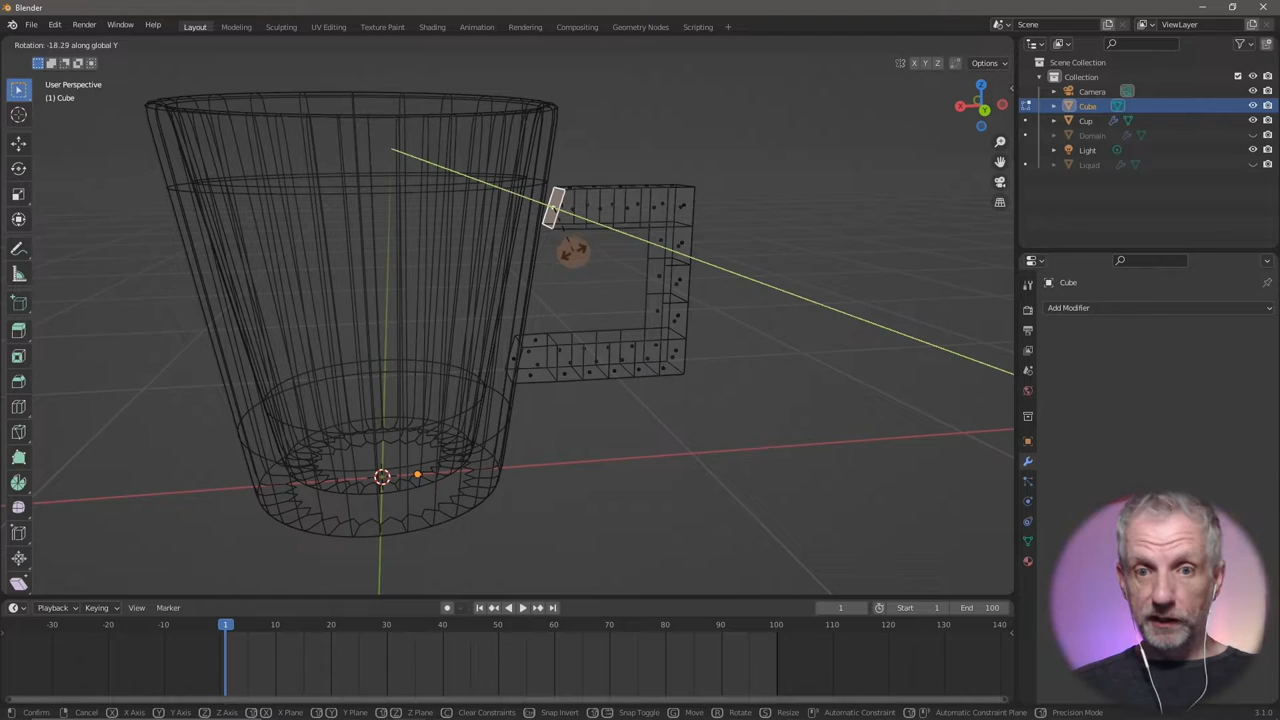 Blender
File Edit Render Window Help Layout Modeling Sculpting UV Editing Texture Paint Shading Animation Rendering Compositing Geometry Nodes Scripting + Scene ViewLayer
Rotation: -18.29 along global Y
X Y Z Options
User Perspective
(1) Cube
Scene Collection
Collection
Camera
Cube
Cup
Domain
Light
Liquid
Cube
Add Modifier
Playback Keying View Marker 1 Start 1 End 100
-30 -20 -10 1 10 20 30 40 50 60 70 80 90 100 110 120 130 140
Confirm Cancel X X Axis Y Y Axis Z Z Axis X X Plane Y Y Plane Z Z Plane C Clear Constraints Snap Invert Snap Toggle G Move R Rotate S Resize Automatic Constraint Automatic Constraint Plane Precision Mode 3.1.0